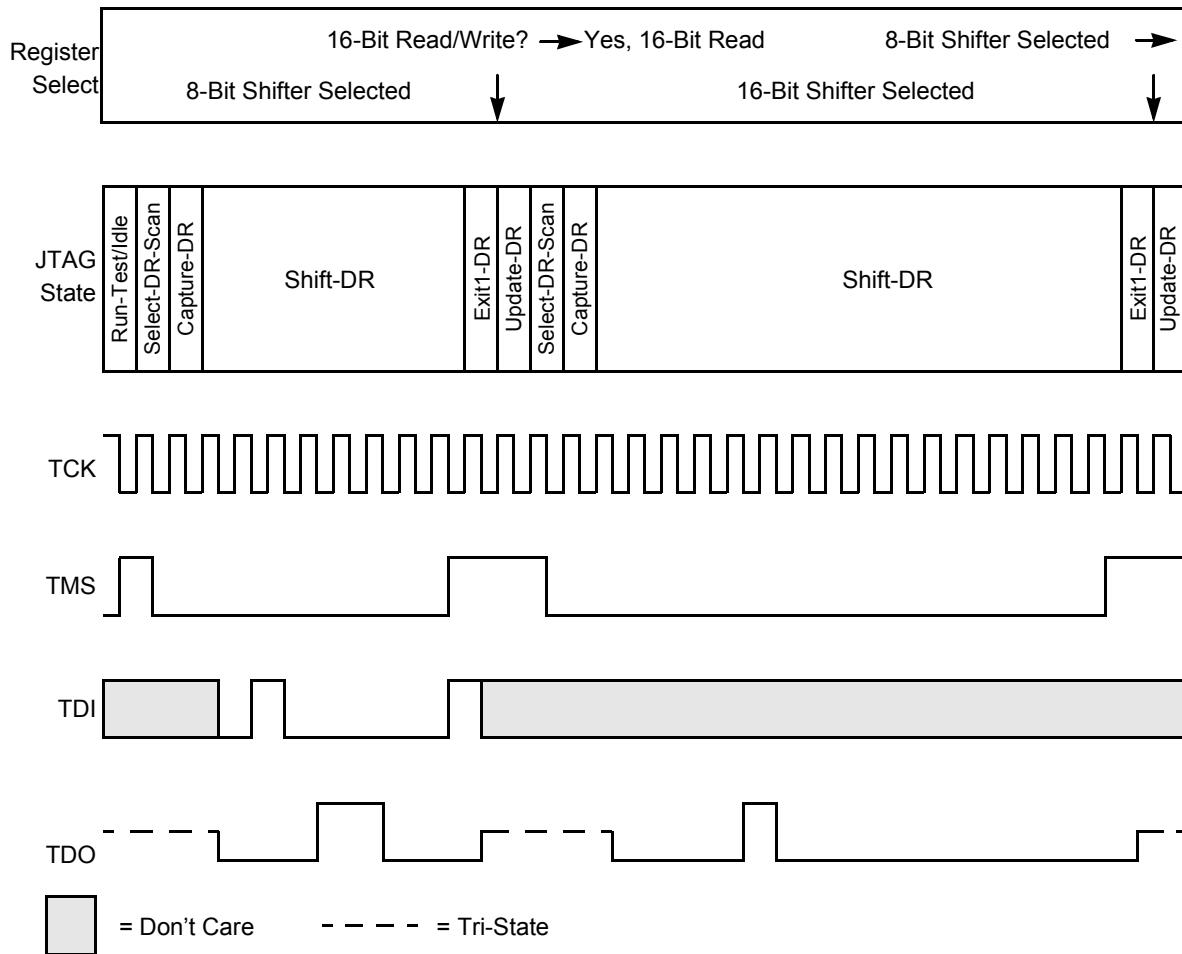 Register
Select
16-Bit Read/Write?
Yes, 16-Bit Read
8-Bit Shifter Selected
8-Bit Shifter Selected
16-Bit Shifter Selected
JTAG
State
Run-Test/Idle
Select-DR-Scan
Capture-DR
Shift-DR
Exit1-DR
Update-DR
Select-DR-Scan
Capture-DR
Shift-DR
Exit1-DR
Update-DR
TCK
TMS
TDI
TDO
= Don’t Care
= Tri-State